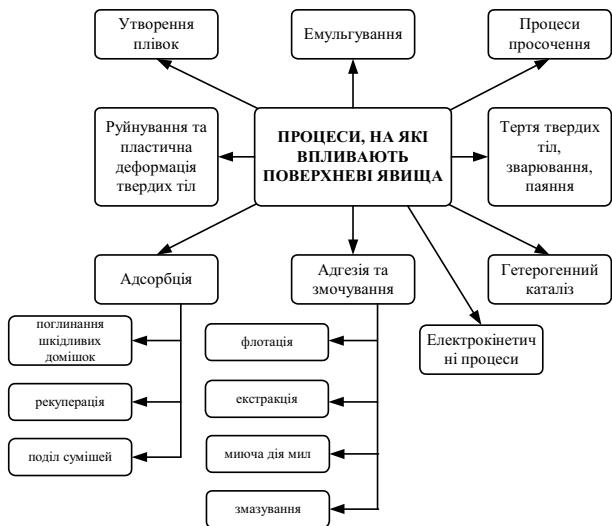 Утворення
плівок
Емульгування
Процеси
просочення
Руйнування та
пластична
деформація
твердих тіл
ПРОЦЕСИ, НА ЯКІ
ВПЛИВАЮТЬ
ПОВЕРХНЕВІ ЯВИЩА
Тертя твердих
тіл,
зварювання,
паяння
Адсорбція
Адгезія та
змочування
Гетерогенний
каталіз
Електрокінетич
ні процеси
поглинання
шкідливих
домішок
рекуперація
поділ сумішей
флотація
екстракція
миюча дія мил
змазування